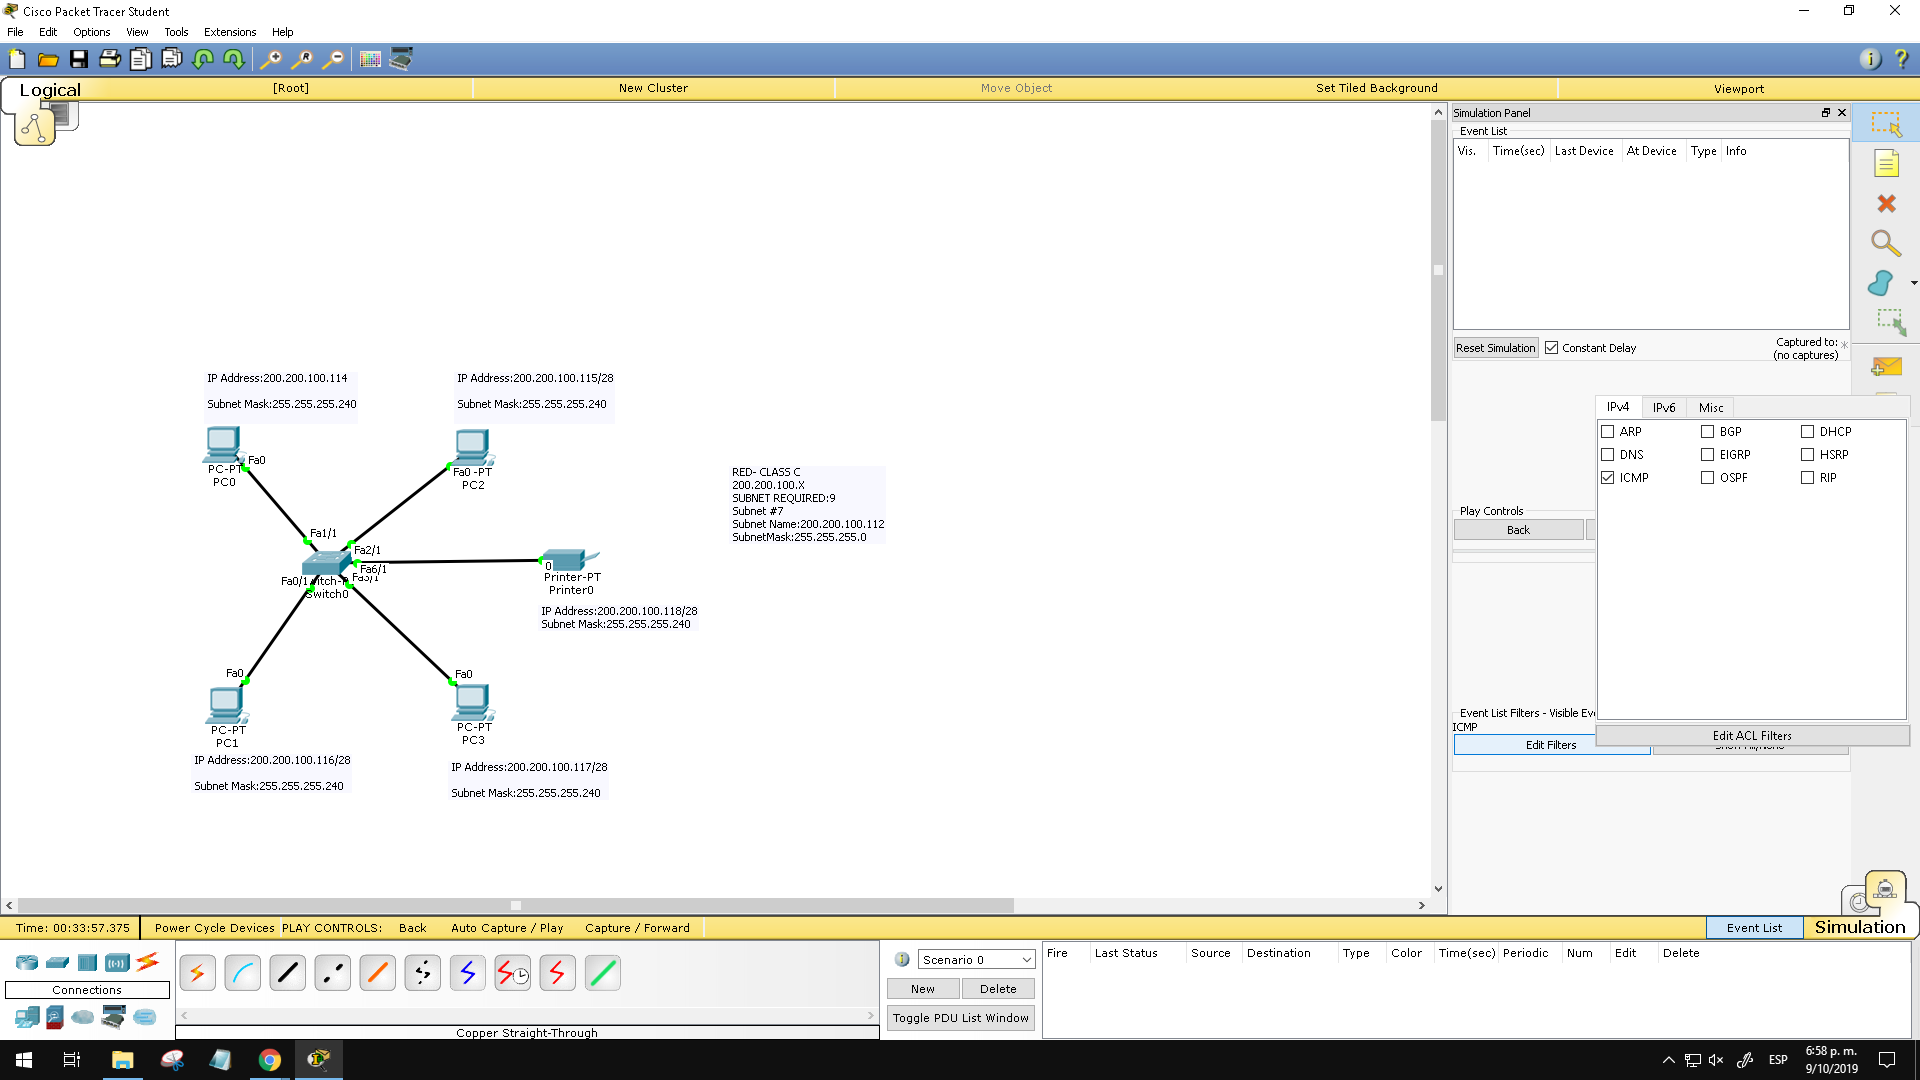 Cisco Packet Tracer Student
File Edit Options View Tools Extensions Help
Logical [Root] New Cluster Move Object Set Tiled Background Viewport
Simulation Panel
Event List
Vis. Time(sec) Last Device At Device Type Info
Reset Simulation Constant Delay Captured to:
(no captures)
IPv4 IPv6 Misc
ARP BGP DHCP
DNS EIGRP HSRP
ICMP OSPF RIP
Play Controls
Back
Event List Filters - Visible Eve
ICMP
Edit Filters
Edit ACL Filters
IP Address:200.200.100.114
Subnet Mask:255.255.255.240
IP Address:200.200.100.115/28
Subnet Mask:255.255.255.240
PC-PT
PC0
Fa0
Fa0 -PT
PC2
RED- CLASS C
200.200.100.X
SUBNET REQUIRED:9
Subnet #7
Subnet Name:200.200.100.112
SubnetMask:255.255.255.0
Fa1/1
Fa2/1
Fa6/1
Fa3/1
Fa0/1
Switch0
0
Printer-PT
Printer0
IP Address:200.200.100.118/28
Subnet Mask:255.255.255.240
Fa0
PC-PT
PC1
IP Address:200.200.100.116/28
Subnet Mask:255.255.255.240
Fa0
PC-PT
PC3
IP Address:200.200.100.117/28
Subnet Mask:255.255.255.240
Time: 00:33:57.375 Power Cycle Devices PLAY CONTROLS: Back Auto Capture / Play Capture / Forward Event List Simulation
Connections
Copper Straight-Through
Scenario 0
New Delete
Toggle PDU List Window
Fire Last Status Source Destination Type Color Time(sec) Periodic Num Edit Delete
ESP
6:58 p. m.
9/10/2019